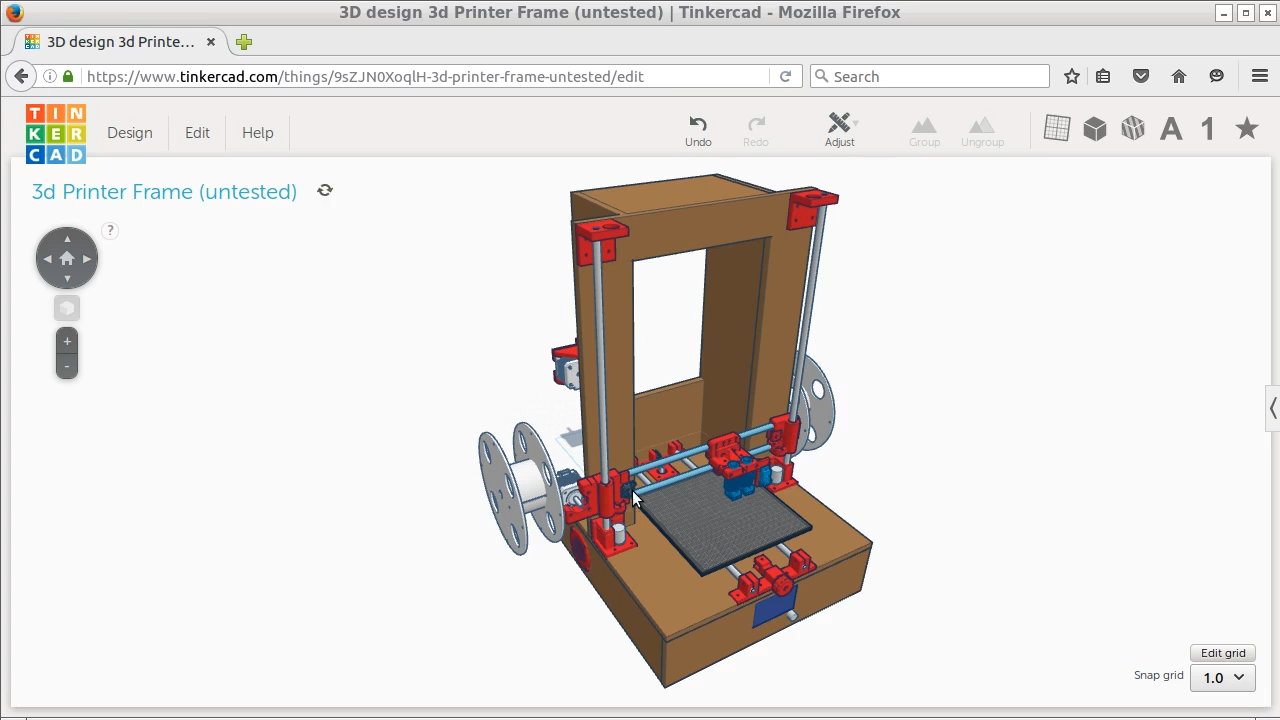 3D design 3d Printer Frame (untested) | Tinkercad - Mozilla Firefox
3D design 3d Printe...
https://www.tinkercad.com/things/9sZJN0XoqlH-3d-printer-frame-untested/edit
Search
TIN
KER
CAD
Design
Edit
Help
Undo
Redo
Adjust
Group
Ungroup
A
1
3d Printer Frame (untested)
?
+
-
Edit grid
Snap grid
1.0